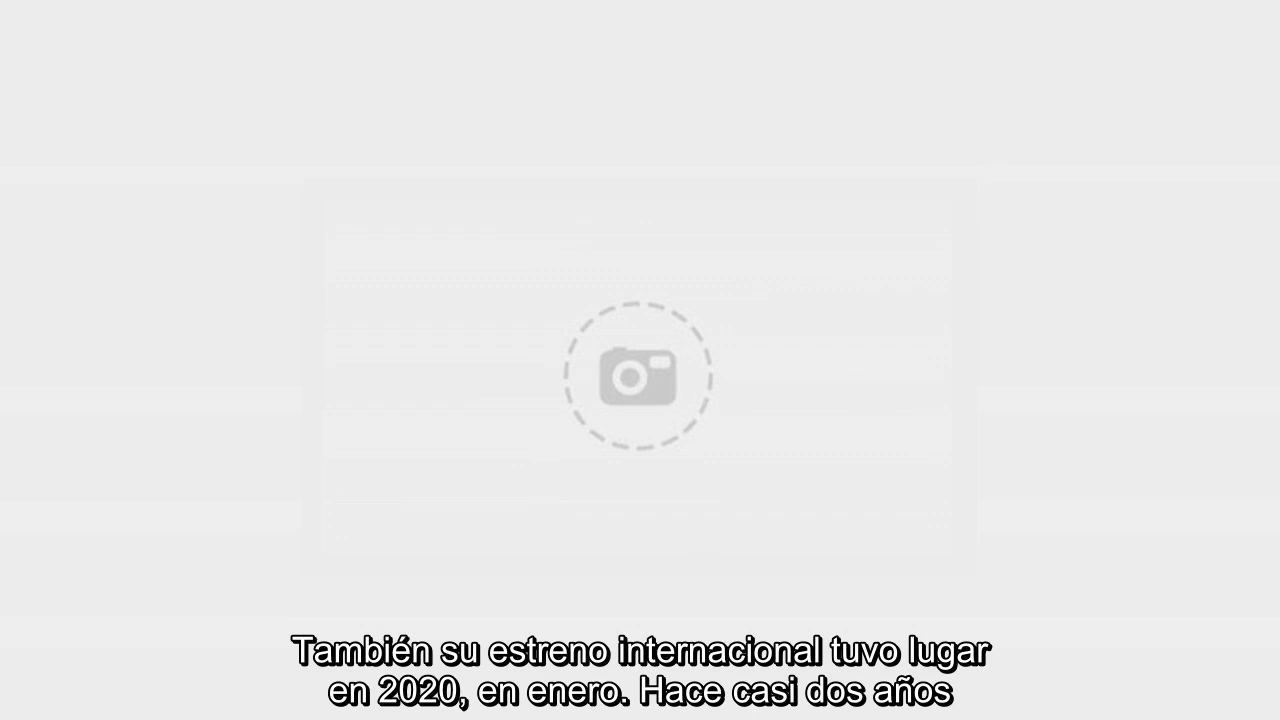 También su estreno internacional tuvo lugar
en 2020, en enero. Hace casi dos años